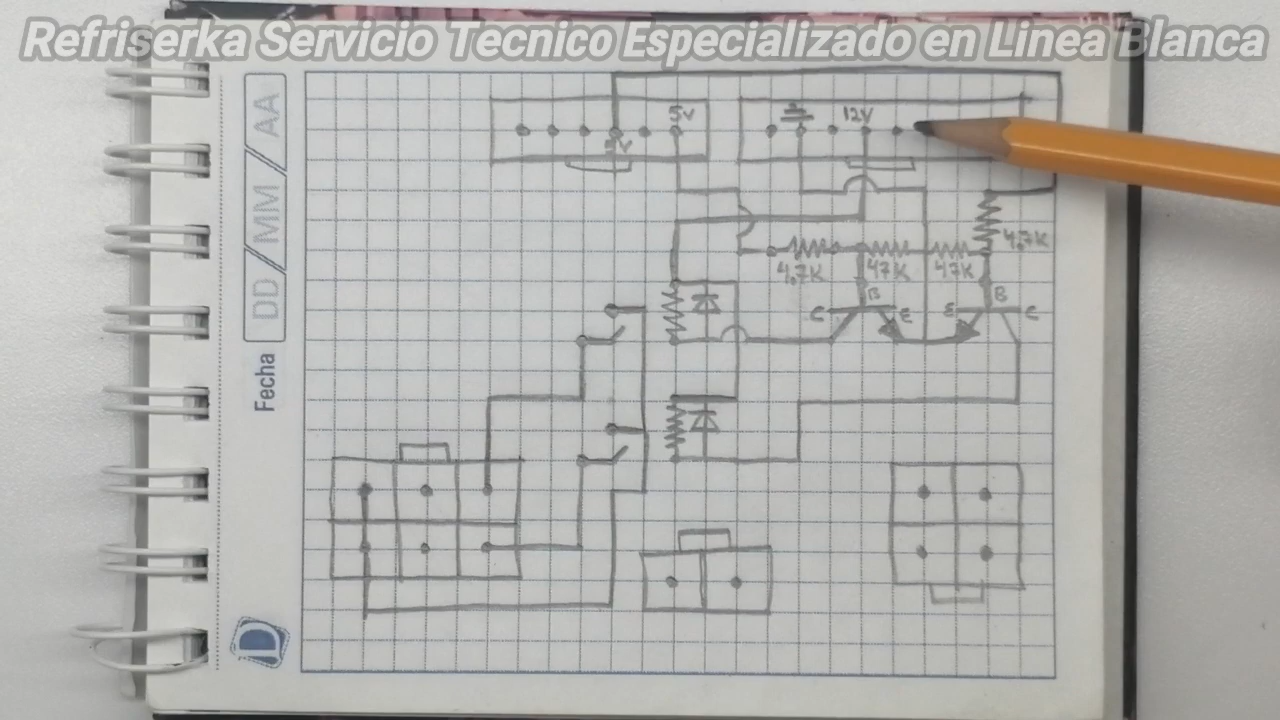 Refriserka Servicio Tecnico Especializado en Linea Blanca
Fecha
DD/MM/AA
D
5v
5v
12V
4.7K
47K
47K
4.7K
B
C
E
E
B
C